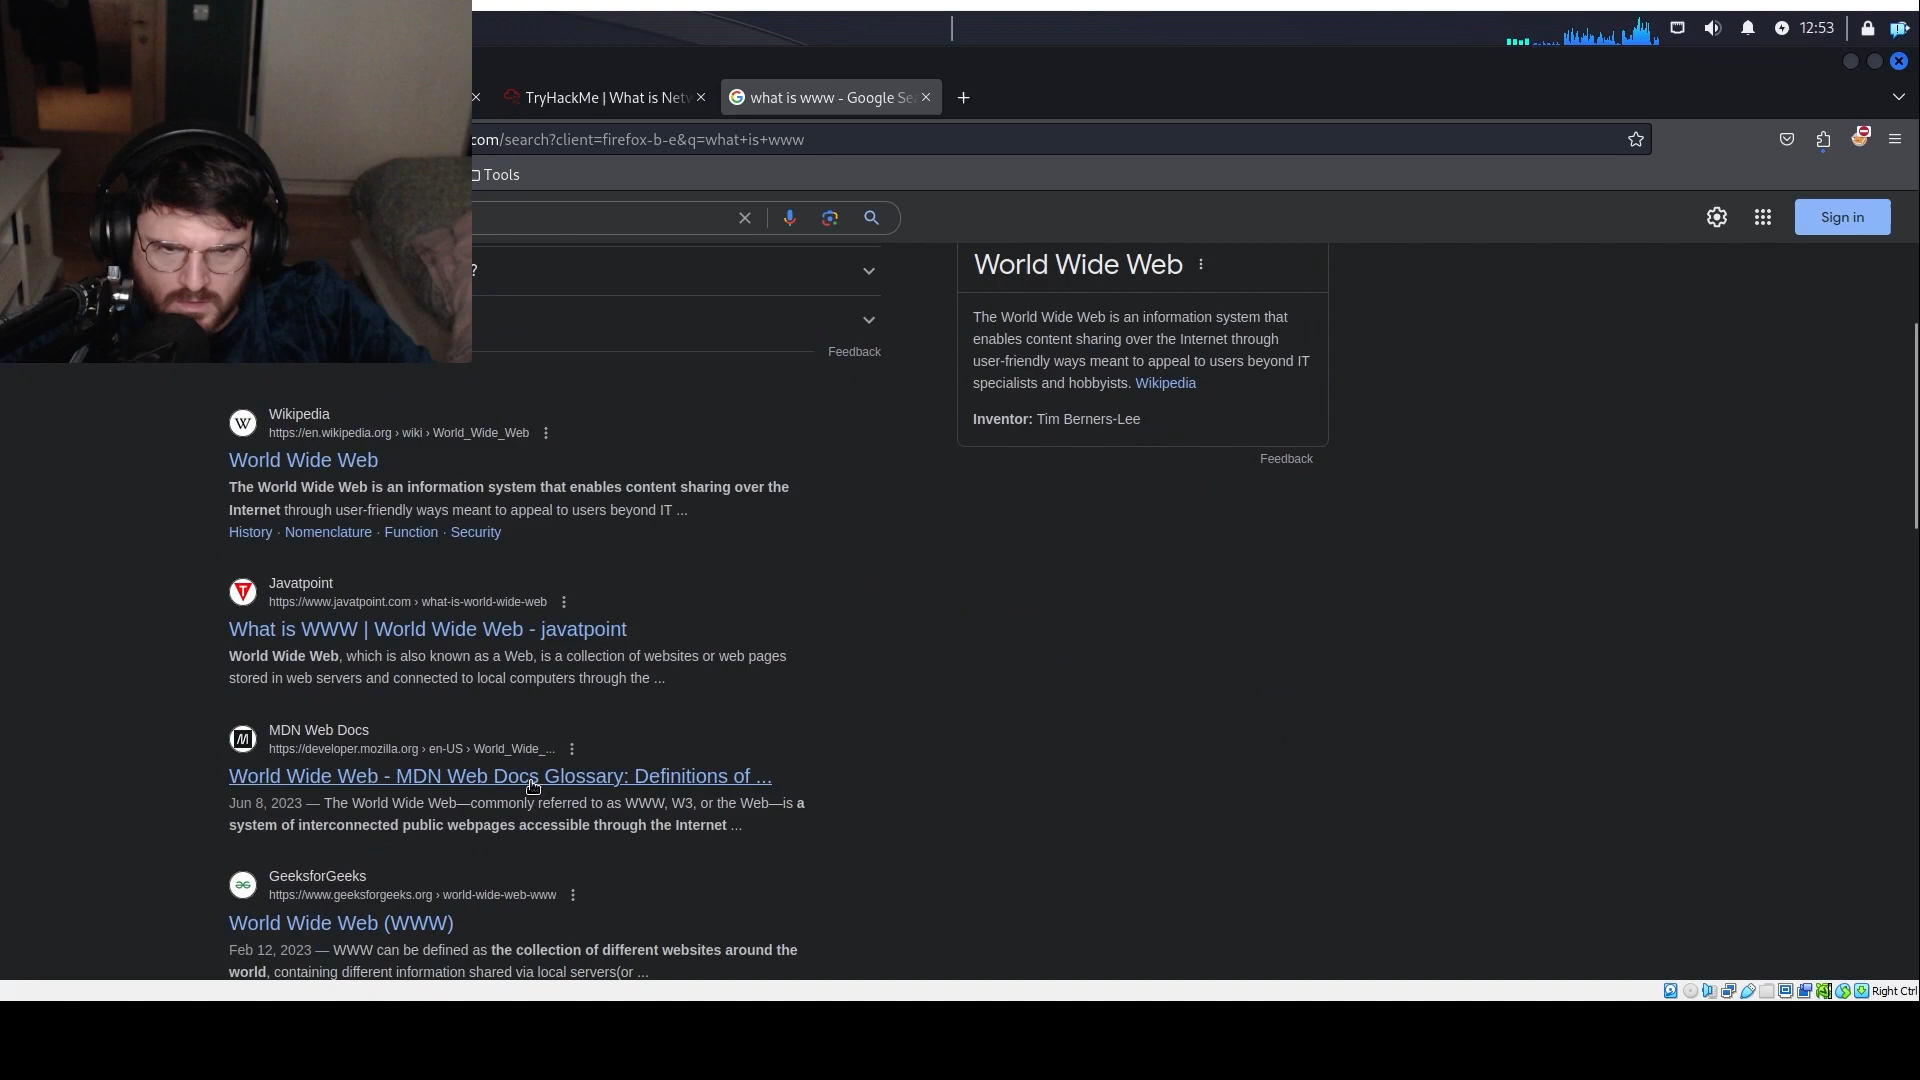 12:53
TryHackMe | What is Netw
what is www - Google Se
com/search?client=firefox-b-e&q=what+is+www
Tools
Sign in
?
Feedback
World Wide Web
The World Wide Web is an information system that
enables content sharing over the Internet through
user-friendly ways meant to appeal to users beyond IT
specialists and hobbyists. Wikipedia
Inventor: Tim Berners-Lee
Feedback
Wikipedia
https://en.wikipedia.org › wiki › World_Wide_Web
World Wide Web
The World Wide Web is an information system that enables content sharing over the
Internet through user-friendly ways meant to appeal to users beyond IT ...
History · Nomenclature · Function · Security
Javatpoint
https://www.javatpoint.com › what-is-world-wide-web
What is WWW | World Wide Web - javatpoint
World Wide Web, which is also known as a Web, is a collection of websites or web pages
stored in web servers and connected to local computers through the ...
MDN Web Docs
https://developer.mozilla.org › en-US › World_Wide_...
World Wide Web - MDN Web Docs Glossary: Definitions of ...
Jun 8, 2023 — The World Wide Web—commonly referred to as WWW, W3, or the Web—is a
system of interconnected public webpages accessible through the Internet ...
GeeksforGeeks
https://www.geeksforgeeks.org › world-wide-web-www
World Wide Web (WWW)
Feb 12, 2023 — WWW can be defined as the collection of different websites around the
world, containing different information shared via local servers(or ...
Right Ctrl